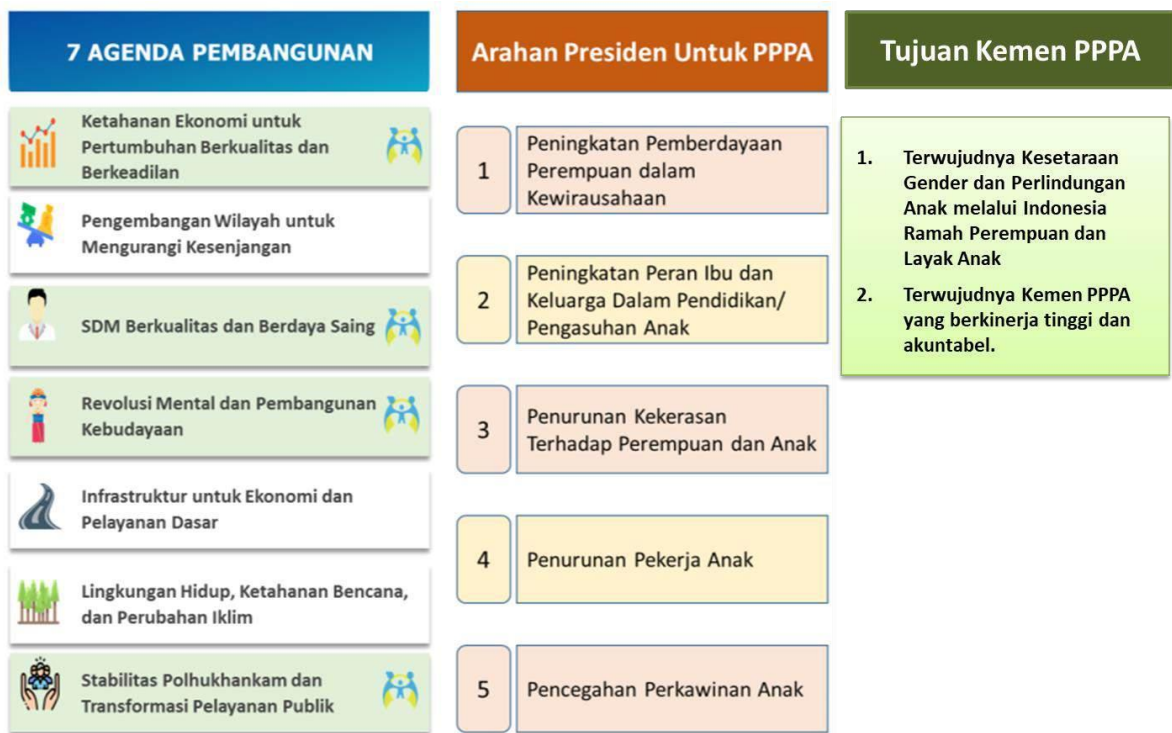 7 AGENDA PEMBANGUNAN
Ketahanan Ekonomi untuk
Pertumbuhan Berkualitas dan
Berkeadilan
Pengembangan Wilayah untuk
Mengurangi Kesenjangan
SDM Berkualitas dan Berdaya Saing
Revolusi Mental dan Pembangunan
Kebudayaan
Infrastruktur untuk Ekonomi dan
Pelayanan Dasar
Lingkungan Hidup, Ketahanan Bencana,
dan Perubahan Iklim
Stabilitas Polhukhankam dan
Transformasi Pelayanan Publik
Arahan Presiden Untuk PPPA
1
Peningkatan Pemberdayaan
Perempuan dalam
Kewirausahaan
2
Peningkatan Peran Ibu dan
Keluarga Dalam Pendidikan/
Pengasuhan Anak
3
Penurunan Kekerasan
Terhadap Perempuan dan Anak
4
Penurunan Pekerja Anak
5
Pencegahan Perkawinan Anak
Tujuan Kemen PPPA
1. Terwujudnya Kesetaraan
Gender dan Perlindungan
Anak melalui Indonesia
Ramah Perempuan dan
Layak Anak
2. Terwujudnya Kemen PPPA
yang berkinerja tinggi dan
akuntabel.